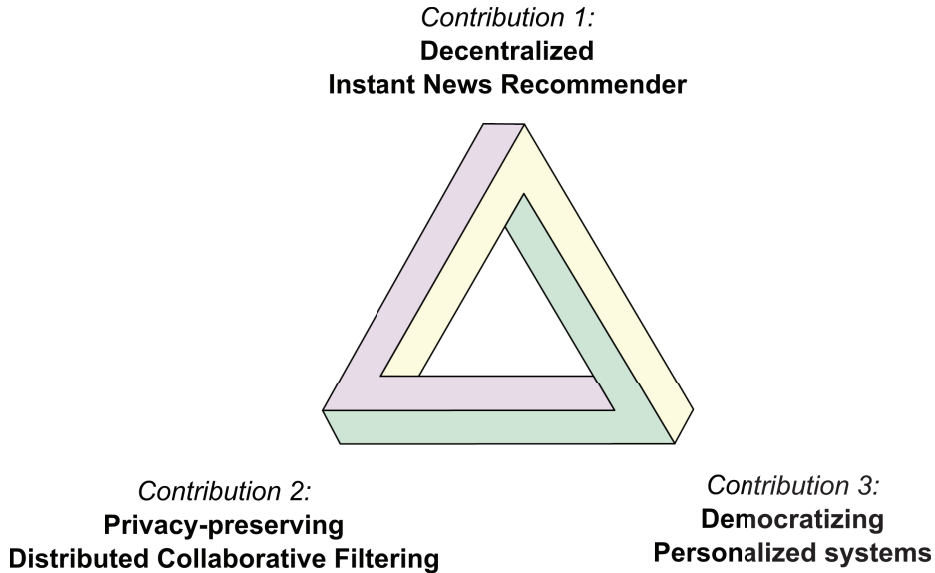 Contribution 1:
Decentralized
Instant News Recommender
Contribution 2:
Privacy-preserving
Distributed Collaborative Filtering
Contribution 3:
Democratizing
Personalized systems